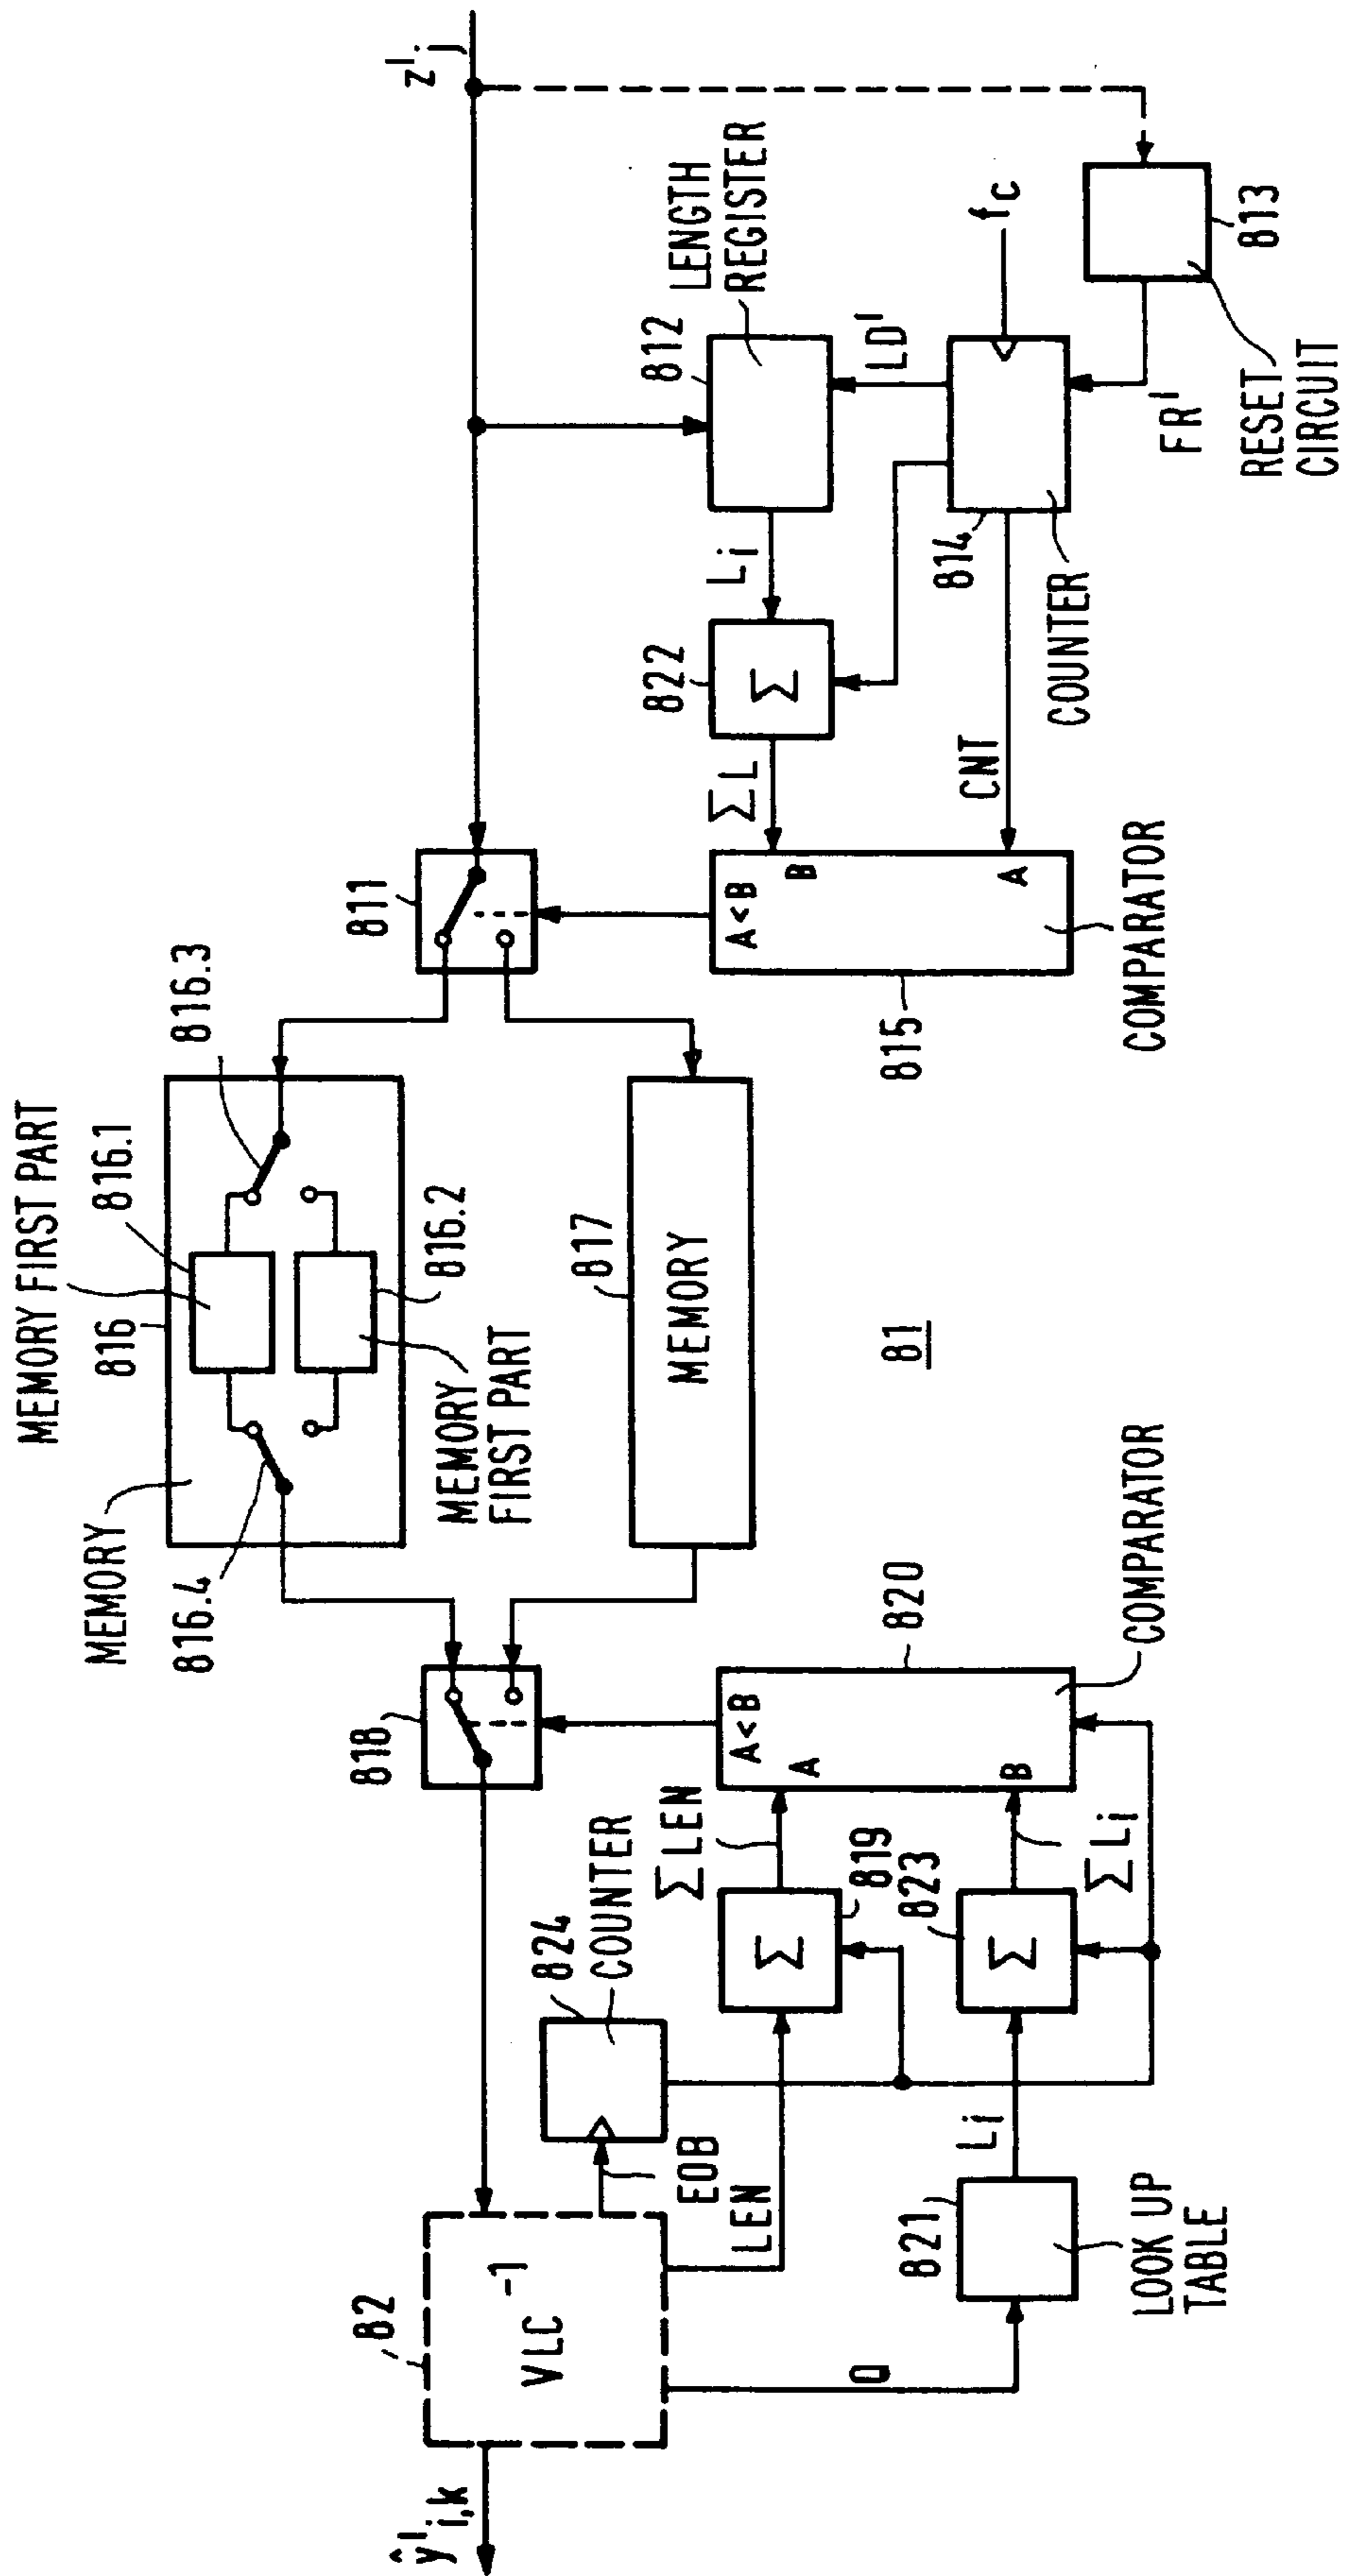 MEMORY FIRST PART
816
816.1
816.3
MEMORY
816.4
816.2
MEMORY
FIRST PART
z'j
811
818
817
MEMORY
82
VLC⁻¹
ŷ'i,k
824
COUNTER
EOB
LEN
Q
821
LOOK UP
TABLE
Li
Σ
819
ΣLEN
Σ
823
ΣLi
A<B
A
B
820
COMPARATOR
81
A<B
B
A
815
COMPARATOR
ΣL
CNT
822
Σ
Li
812
LENGTH
REGISTER
LD'
814
COUNTER
fc
FR'
813
RESET
CIRCUIT